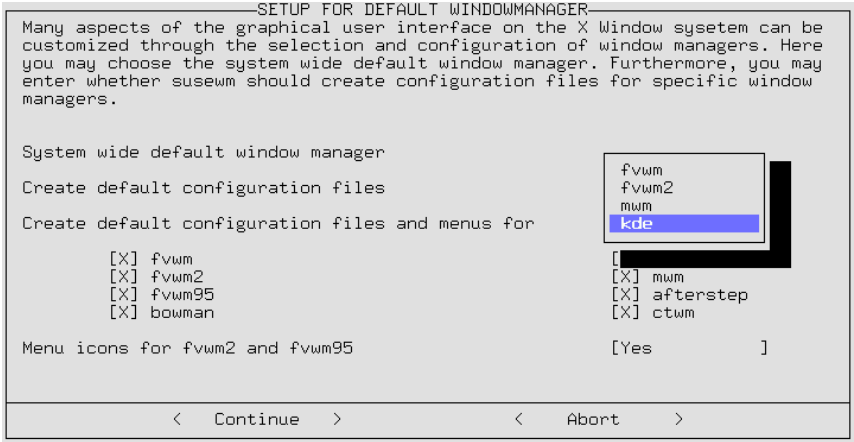 SETUP FOR DEFAULT WINDOWMANAGER
Many aspects of the graphical user interface on the X Window sysetem can be
customized through the selection and configuration of window managers. Here
you may choose the system wide default window manager. Furthermore, you may
enter whether susewm should create configuration files for specific window
managers.
System wide default window manager
fvwm
fvwm2
mwm
kde
Create default configuration files
Create default configuration files and menus for
[X] fvwm [
[X] fvwm2 [X] mwm
[X] fvwm95 [X] afterstep
[X] bowman [X] ctwm
Menu icons for fvwm2 and fvwm95 [Yes ]
< Continue > < Abort >